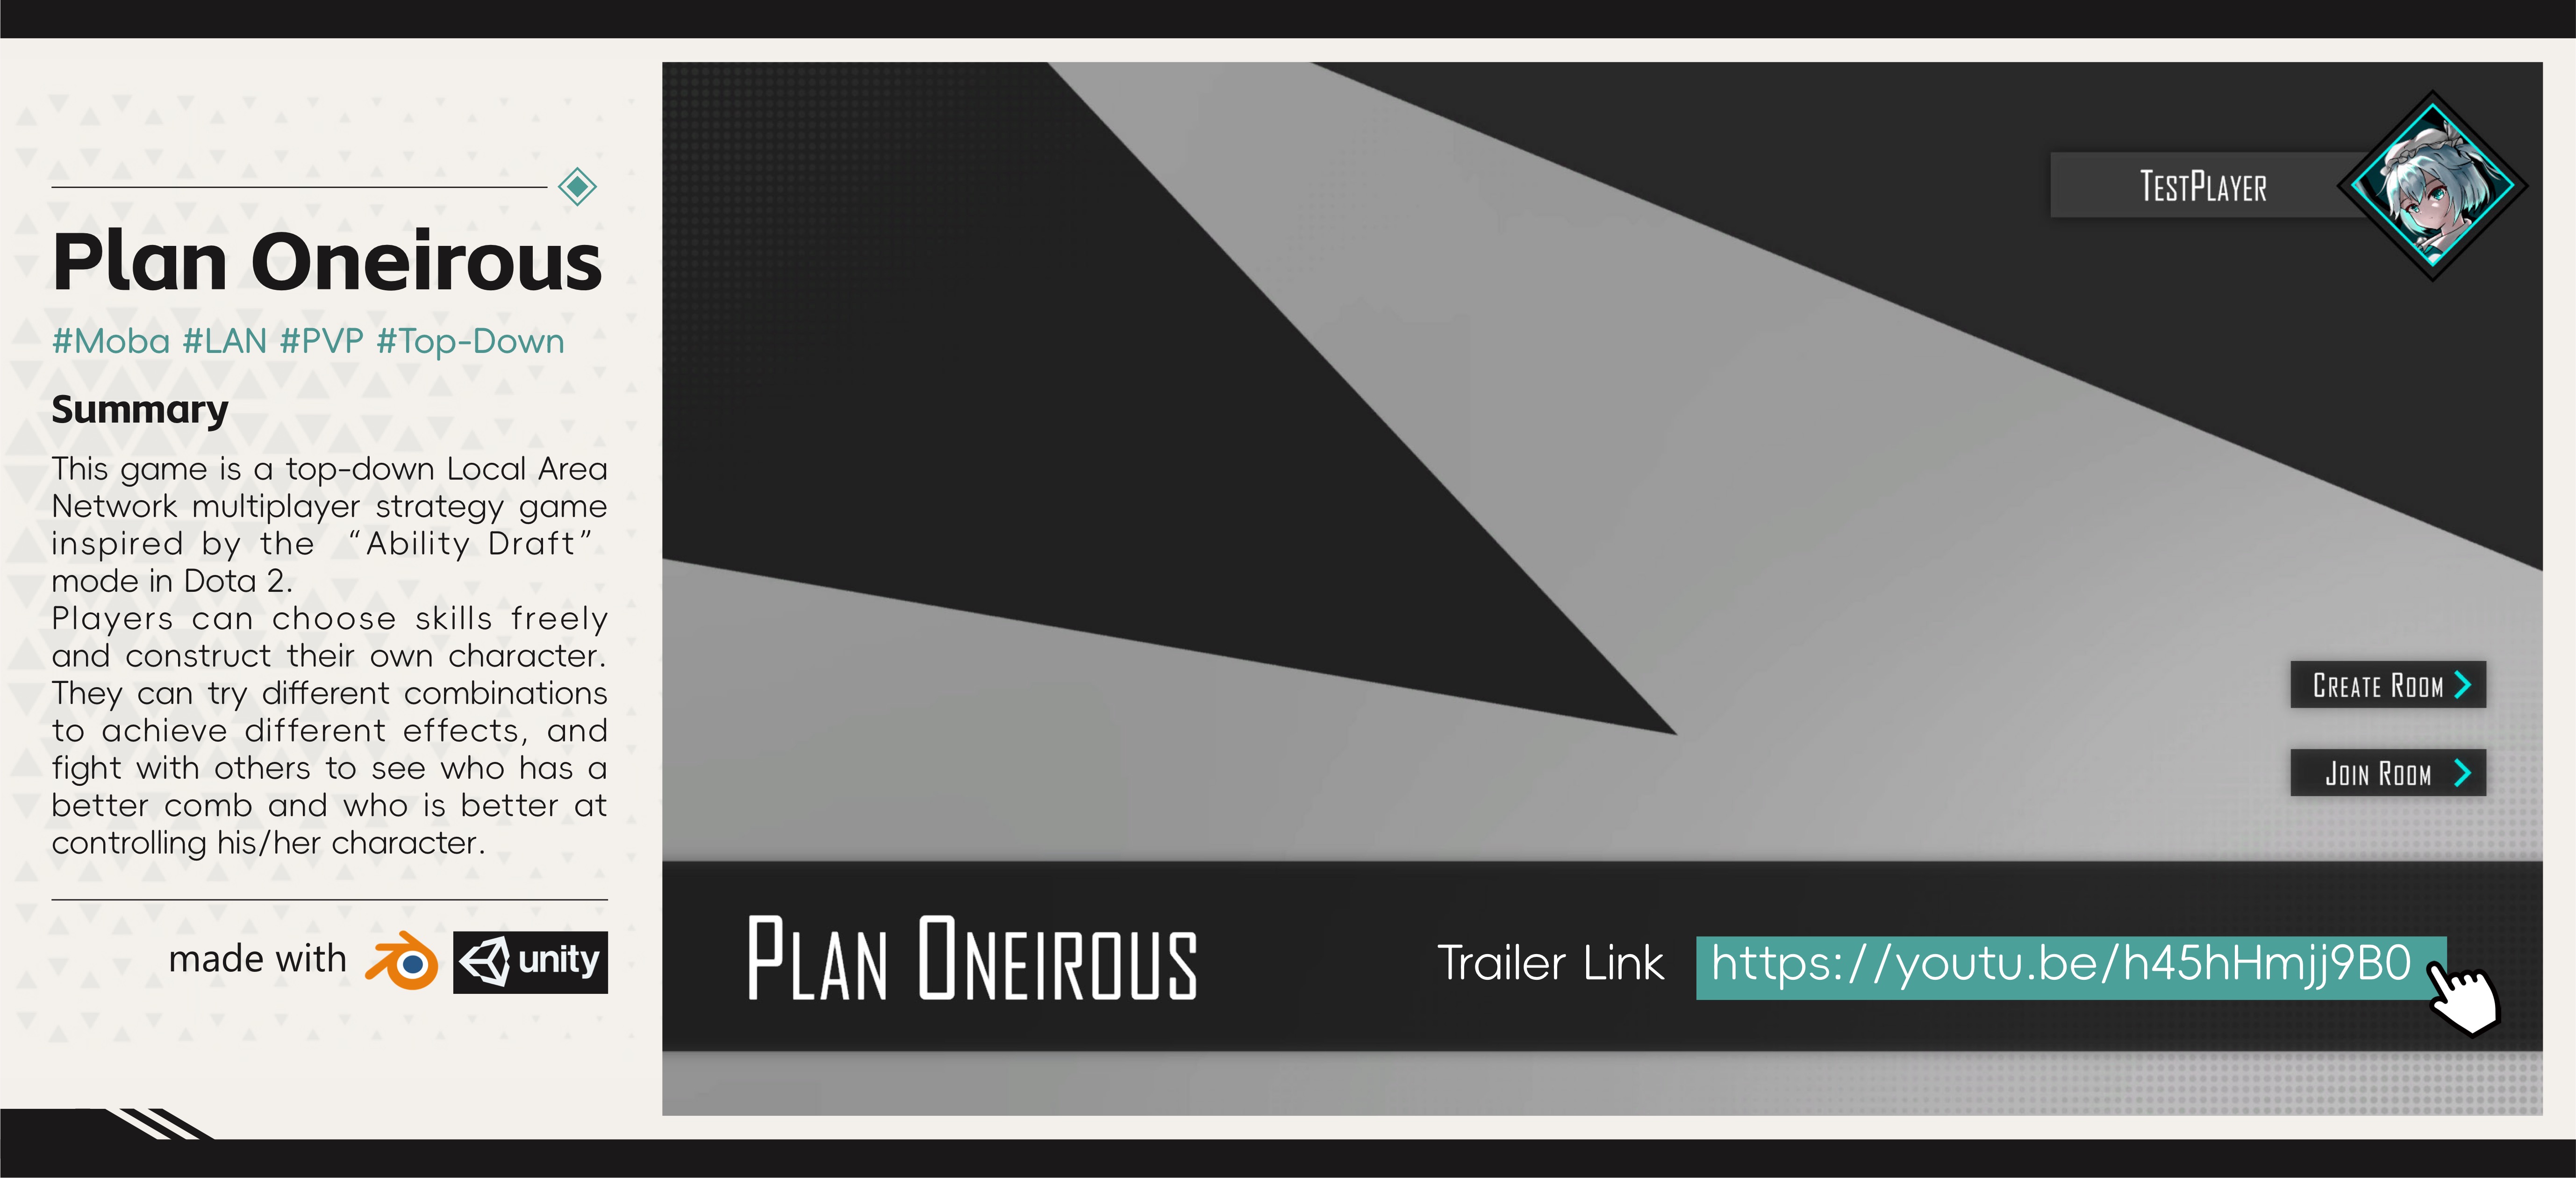 Plan Oneirous
#Moba #LAN #PVP #Top-Down
Summary
This game is a top-down Local Area
Network multiplayer strategy game
inspired by the “Ability Draft”
mode in Dota 2.
Players can choose skills freely
and construct their own character.
They can try different combinations
to achieve different effects, and
fight with others to see who has a
better comb and who is better at
controlling his/her character.
made with unity
TestPlayer
Create Room
Join Room
Plan Oneirous
Trailer Link https://youtu.be/h45hHmjj9B0